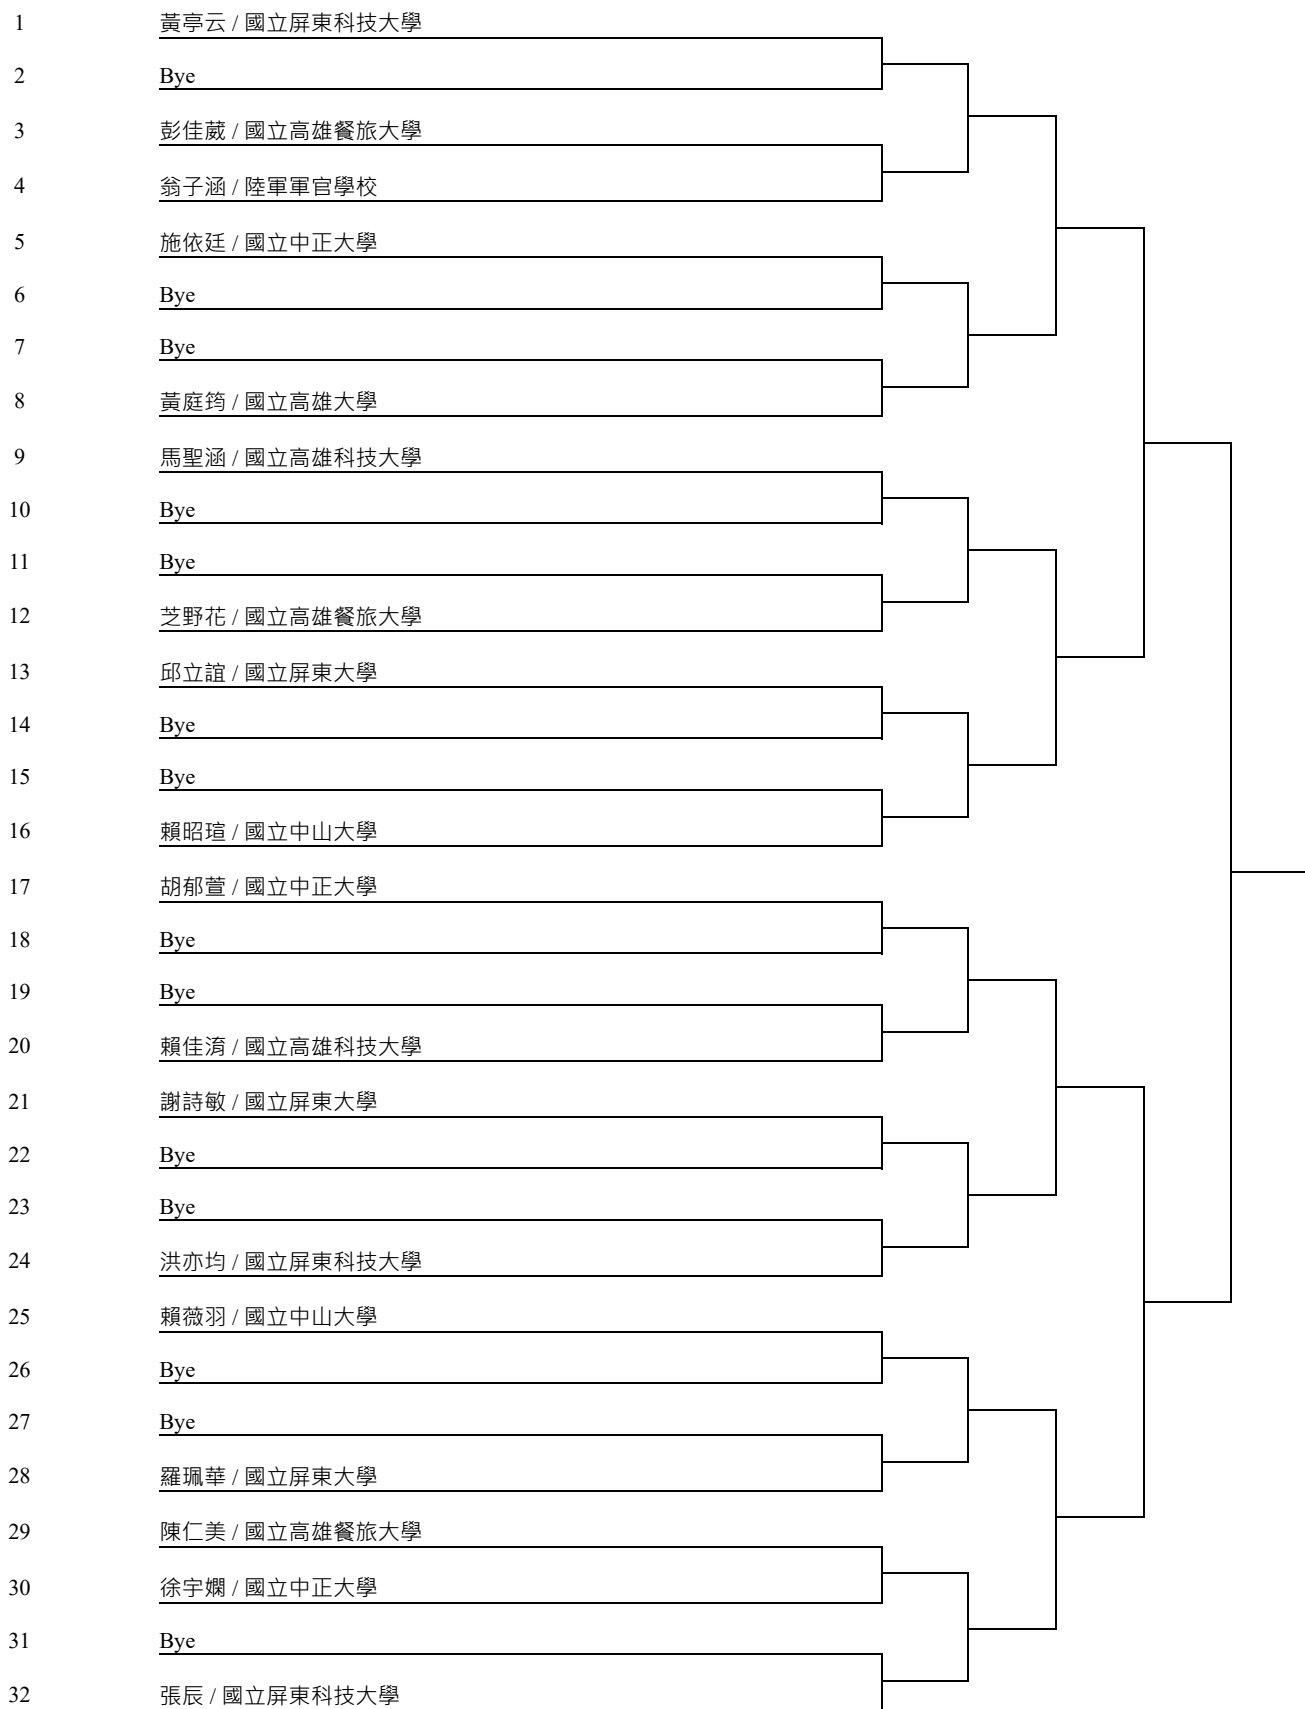 1 黃亭云 / 國立屏東科技大學
2 Bye
3 彭佳葳 / 國立高雄餐旅大學
4 翁子涵 / 陸軍軍官學校
5 施依廷 / 國立中正大學
6 Bye
7 Bye
8 黃庭筠 / 國立高雄大學
9 馬聖涵 / 國立高雄科技大學
10 Bye
11 Bye
12 芝野花 / 國立高雄餐旅大學
13 邱立誼 / 國立屏東大學
14 Bye
15 Bye
16 賴昭瑄 / 國立中山大學
17 胡郁萱 / 國立中正大學
18 Bye
19 Bye
20 賴佳淯 / 國立高雄科技大學
21 謝詩敏 / 國立屏東大學
22 Bye
23 Bye
24 洪亦均 / 國立屏東科技大學
25 賴薇羽 / 國立中山大學
26 Bye
27 Bye
28 羅珮華 / 國立屏東大學
29 陳仁美 / 國立高雄餐旅大學
30 徐宇嫻 / 國立中正大學
31 Bye
32 張辰 / 國立屏東科技大學